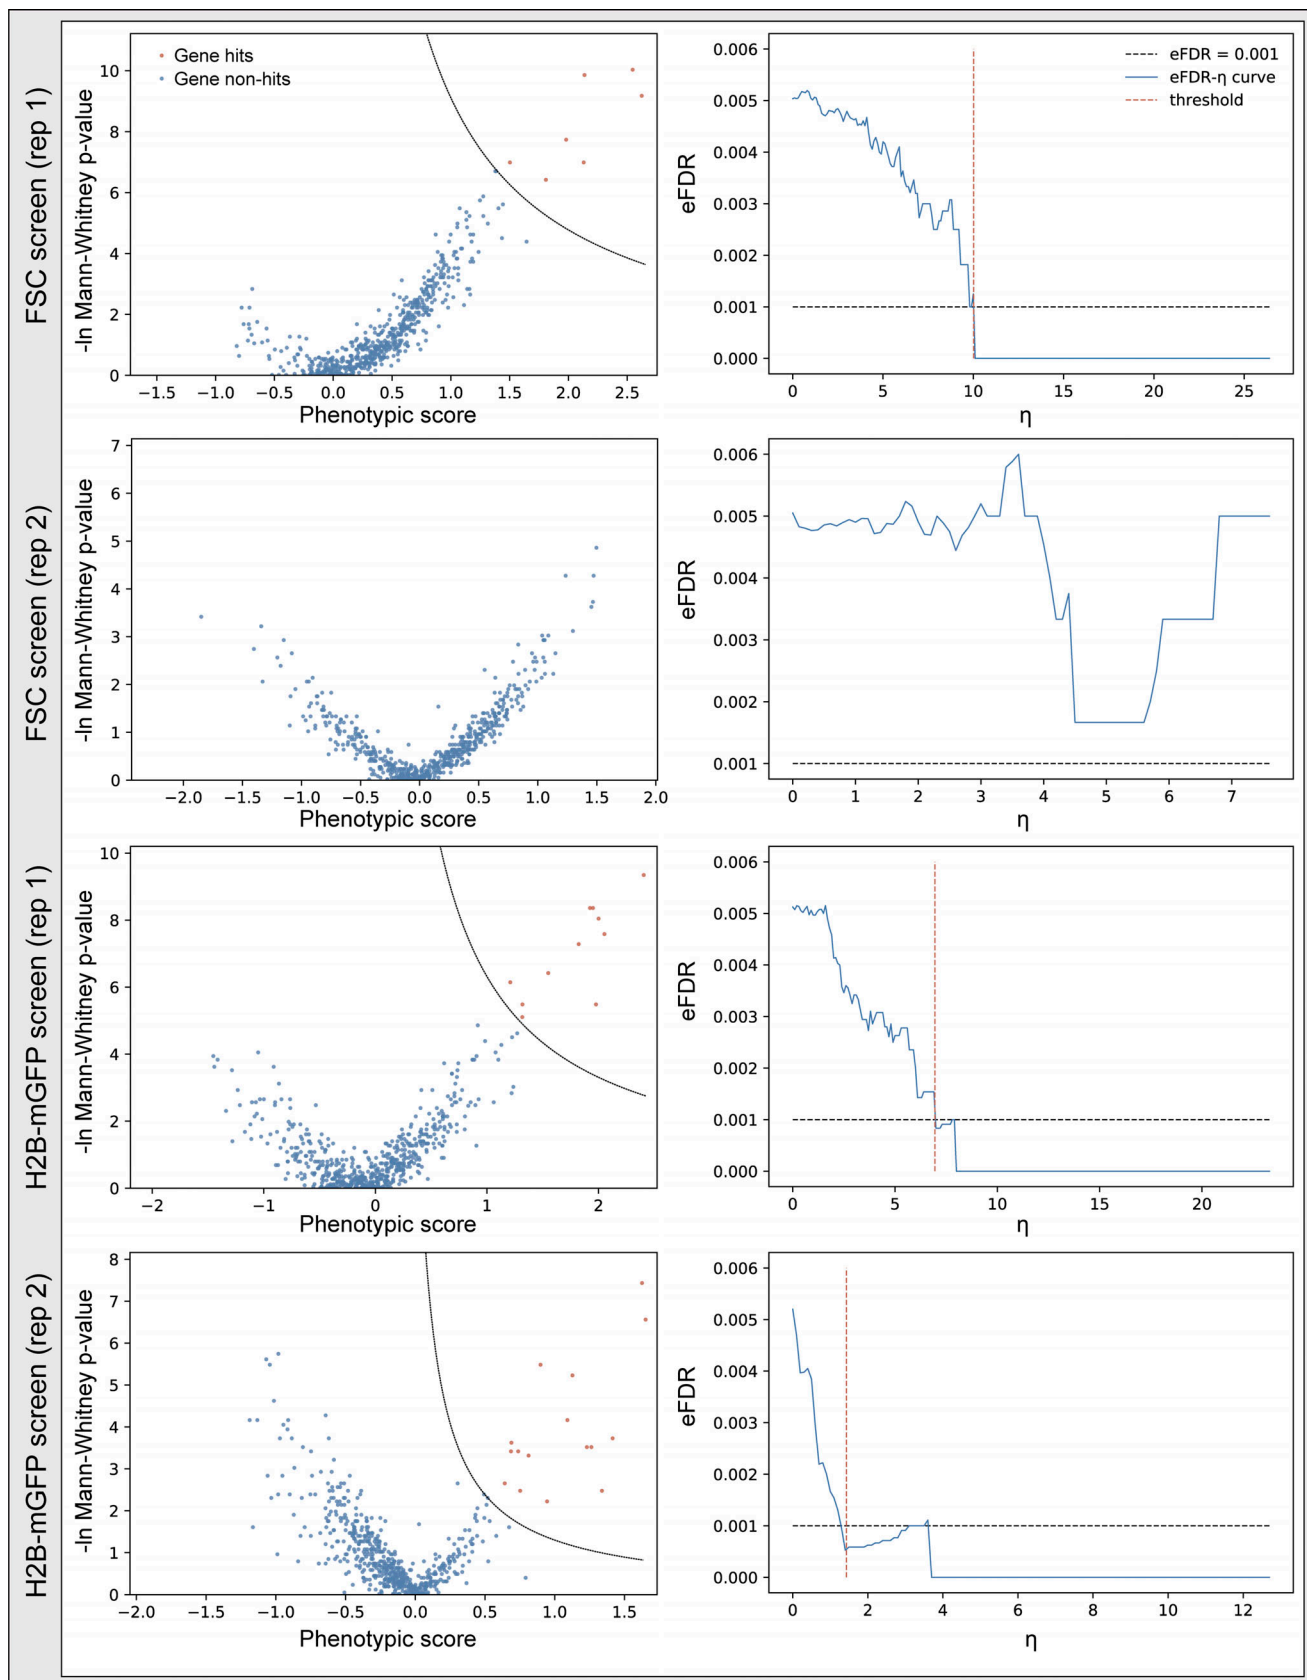 FSC screen (rep 1)
-ln Mann-Whitney p-value
10
8
6
4
2
0
Gene hits
Gene non-hits
−1.5 −1.0 −0.5 0.0 0.5 1.0 1.5 2.0 2.5
Phenotypic score
eFDR
0.006
0.005
0.004
0.003
0.002
0.001
0.000
eFDR = 0.001
eFDR-η curve
threshold
0 5 10 15 20 25
η
FSC screen (rep 2)
-ln Mann-Whitney p-value
7
6
5
4
3
2
1
0
−2.0 −1.5 −1.0 −0.5 0.0 0.5 1.0 1.5 2.0
Phenotypic score
eFDR
0.006
0.005
0.004
0.003
0.002
0.001
0 1 2 3 4 5 6 7
η
H2B-mGFP screen (rep 1)
-ln Mann-Whitney p-value
10
8
6
4
2
0
−2 −1 0 1 2
Phenotypic score
eFDR
0.006
0.005
0.004
0.003
0.002
0.001
0.000
0 5 10 15 20
η
H2B-mGFP screen (rep 2)
-ln Mann-Whitney p-value
8
7
6
5
4
3
2
1
0
−2.0 −1.5 −1.0 −0.5 0.0 0.5 1.0 1.5
Phenotypic score
eFDR
0.006
0.005
0.004
0.003
0.002
0.001
0.000
0 2 4 6 8 10 12
η